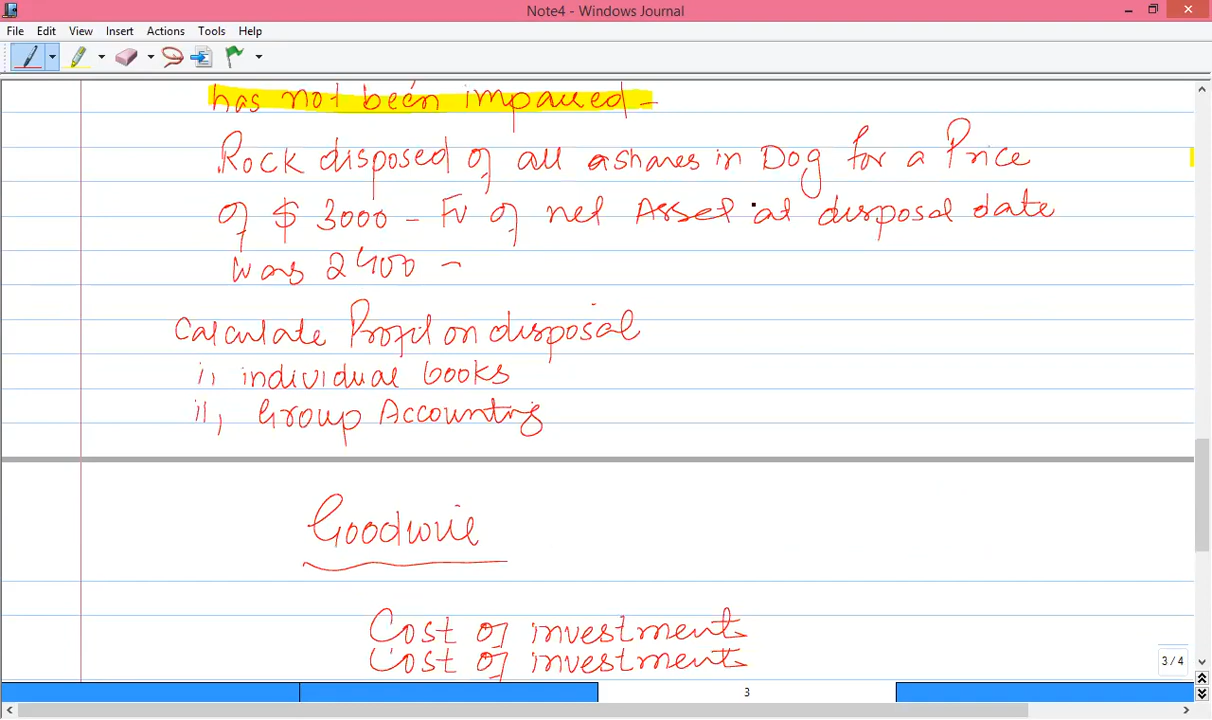 Note4 - Windows Journal
File Edit View Insert Actions Tools Help
has not been impaired -
Rock disposed of all shares in Dog for a Price
of $ 3000 - Fv of net Asset at disposal date
was 2400 -
Calculate Profit on disposal
i, individual books
ii, Group Accounting
Goodwill
Cost of investment
Cost of investment
3 / 4
3